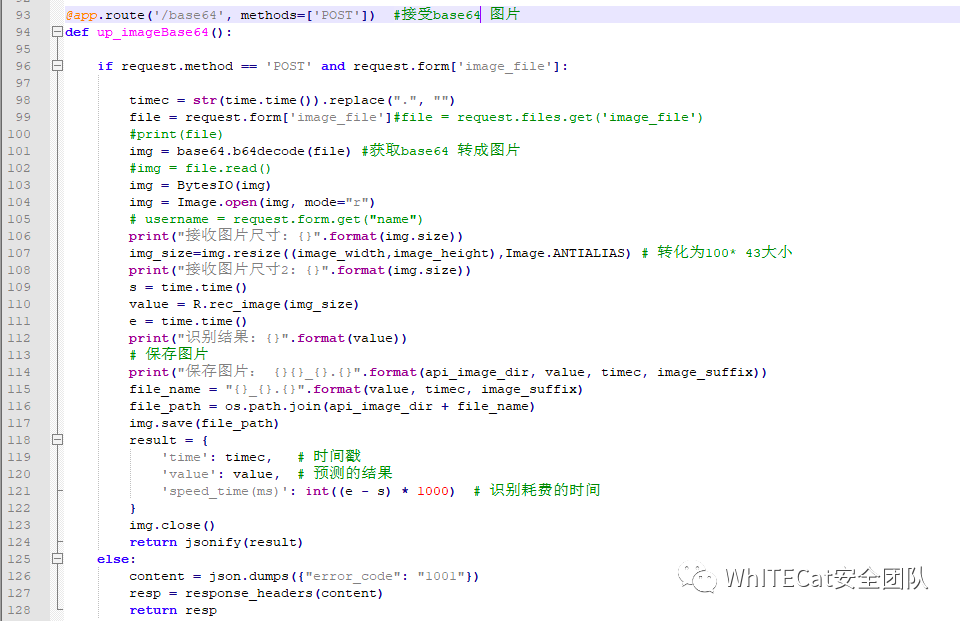 93 @app.route('/base64', methods=['POST'])  #接受base64 图片
94 def up_imageBase64():
95
96     if request.method == 'POST' and request.form['image_file']:
97
98         timec = str(time.time()).replace(".", "")
99         file = request.form['image_file']#file = request.files.get('image_file')
100         #print(file)
101         img = base64.b64decode(file) #获取base64 转成图片
102         #img = file.read()
103         img = BytesIO(img)
104         img = Image.open(img, mode="r")
105         # username = request.form.get("name")
106         print("接收图片尺寸: {}".format(img.size))
107         img_size=img.resize((image_width,image_height),Image.ANTIALIAS) # 转化为100* 43大小
108         print("接收图片尺寸2: {}".format(img.size))
109         s = time.time()
110         value = R.rec_image(img_size)
111         e = time.time()
112         print("识别结果: {}".format(value))
113         # 保存图片
114         print("保存图片: {}{}_{}.{}".format(api_image_dir, value, timec, image_suffix))
115         file_name = "{}_{}.{}".format(value, timec, image_suffix)
116         file_path = os.path.join(api_image_dir + file_name)
117         img.save(file_path)
118         result = {
119             'time': timec,   # 时间戳
120             'value': value,  # 预测的结果
121             'speed_time(ms)': int((e - s) * 1000)  # 识别耗费的时间
122         }
123         img.close()
124         return jsonify(result)
125     else:
126         content = json.dumps({"error_code": "1001"})
127         resp = response_headers(content)
128         return resp
WhITECat安全团队